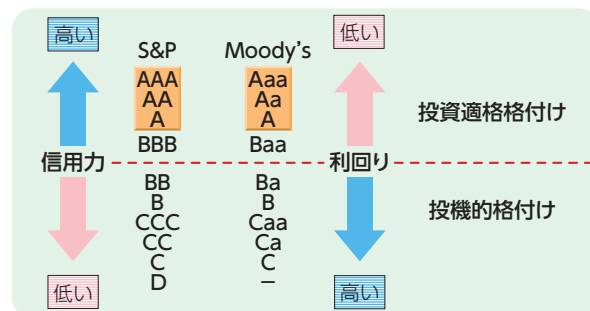 高い
低い
S&P Moody's
AAA Aaa
AA Aa
A A
投資適格格付け
BBB Baa
信用力 利回り
BB Ba
B B
投機的格付け
CCC Caa
CC Ca
C C
D –
低い
高い